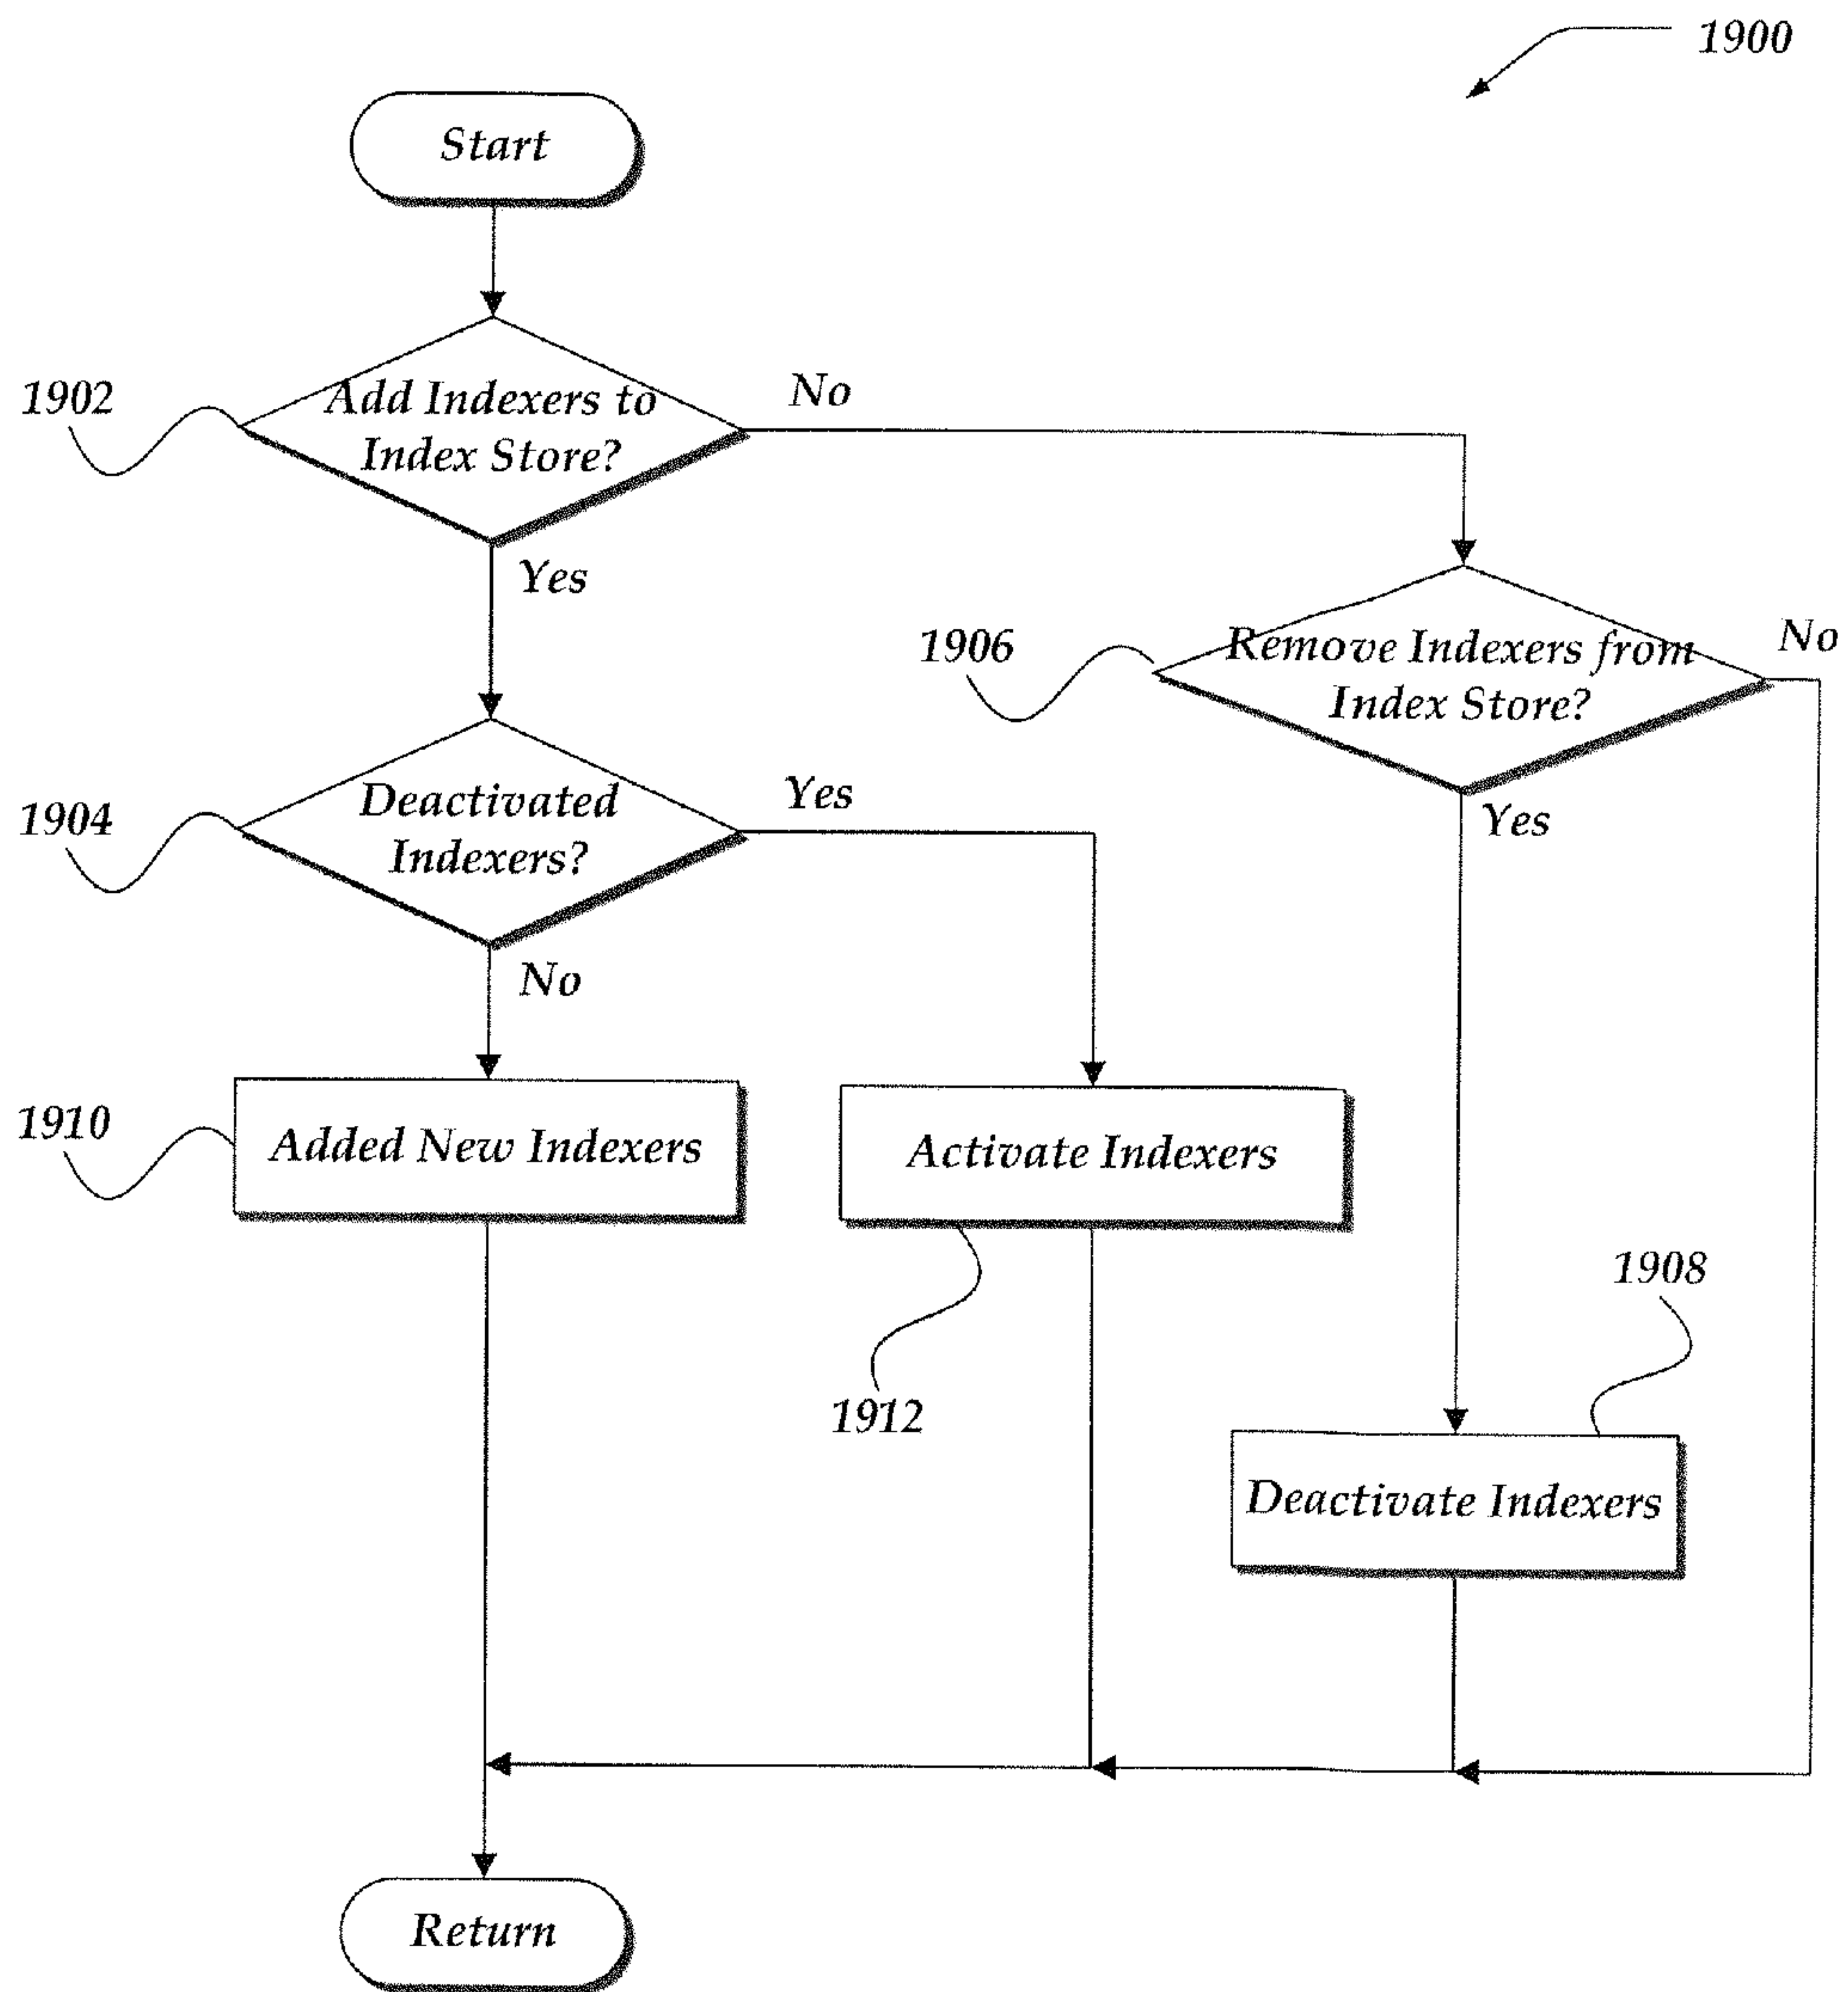 1900
Start
1902
Add Indexers to
Index Store?
No
Yes
1906
Remove Indexers from
Index Store?
No
Yes
1904
Deactivated
Indexers?
Yes
No
1910
Added New Indexers
Activate Indexers
1912
1908
Deactivate Indexers
Return